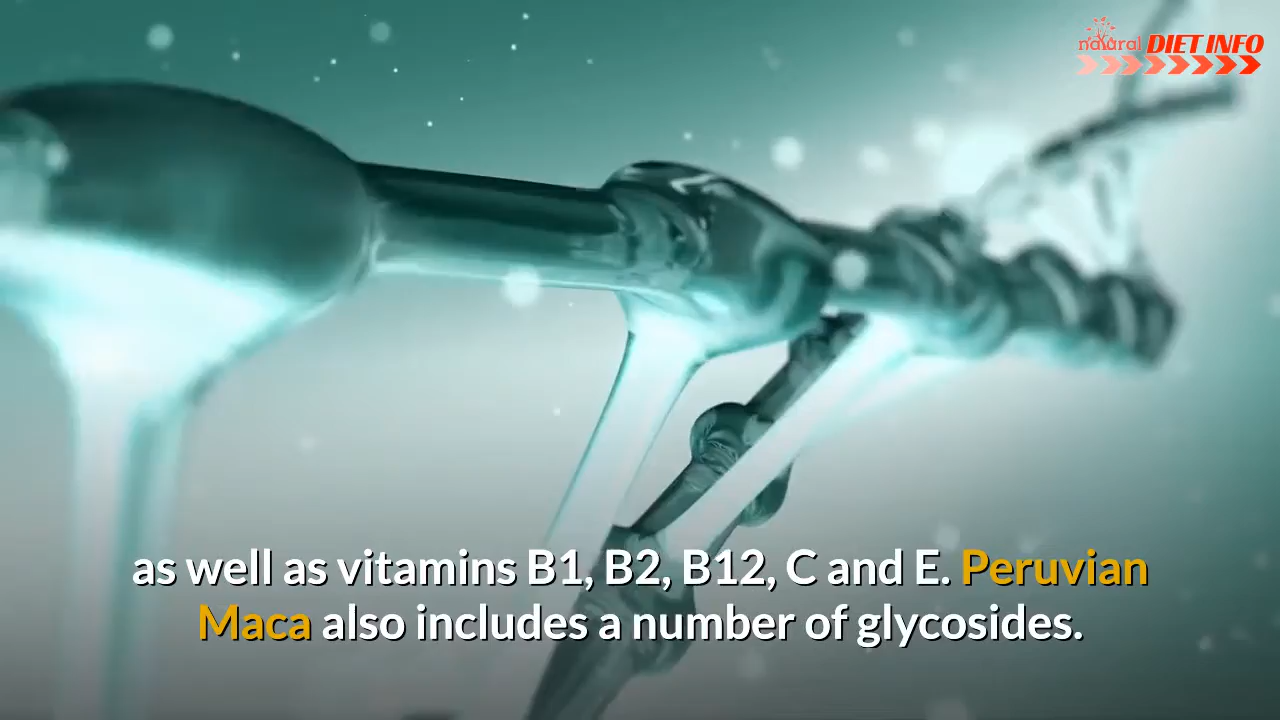 natural DIET INFO
as well as vitamins B1, B2, B12, C and E. Peruvian
Maca also includes a number of glycosides.